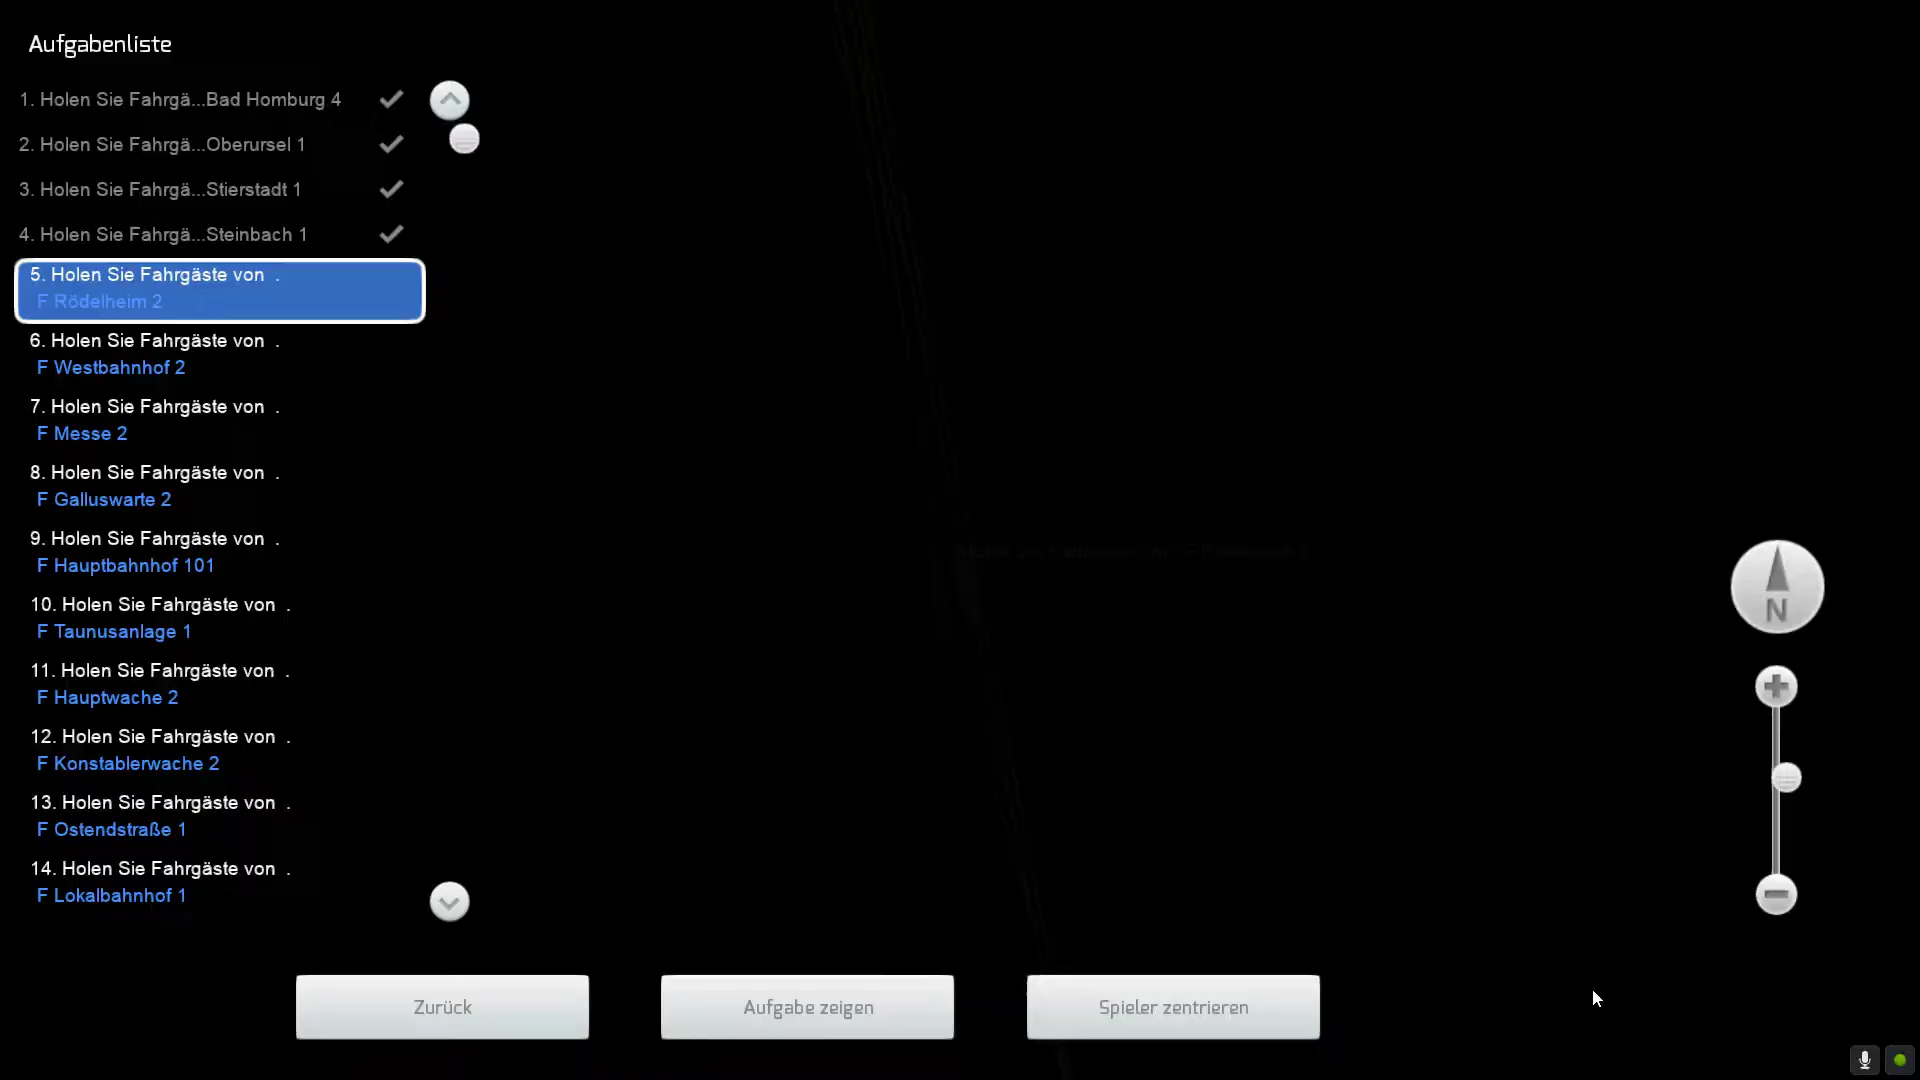 Aufgabenliste
1. Holen Sie Fahrgä...Bad Homburg 4
2. Holen Sie Fahrgä...Oberursel 1
3. Holen Sie Fahrgä...Stierstadt 1
4. Holen Sie Fahrgä...Steinbach 1
5. Holen Sie Fahrgäste von .
F Rödelheim 2
6. Holen Sie Fahrgäste von .
F Westbahnhof 2
7. Holen Sie Fahrgäste von .
F Messe 2
8. Holen Sie Fahrgäste von .
F Galluswarte 2
9. Holen Sie Fahrgäste von .
F Hauptbahnhof 101
10. Holen Sie Fahrgäste von .
F Taunusanlage 1
11. Holen Sie Fahrgäste von .
F Hauptwache 2
12. Holen Sie Fahrgäste von .
F Konstablerwache 2
13. Holen Sie Fahrgäste von .
F Ostendstraße 1
14. Holen Sie Fahrgäste von .
F Lokalbahnhof 1
N
Zurück
Aufgabe zeigen
Spieler zentrieren